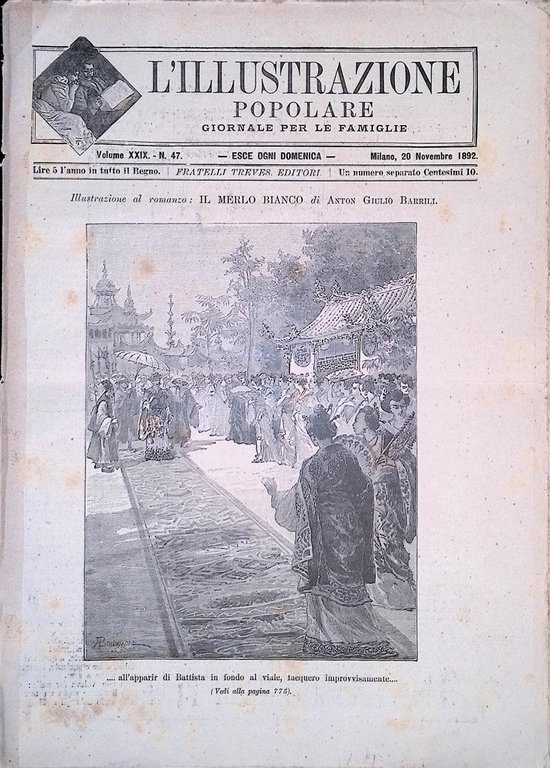 L'ILLUSTRAZIONE
POPOLARE
GIORNALE PER LE FAMIGLIE
Volume XXIX. - N. 47. — ESCE OGNI DOMENICA — Milano, 20 Novembre 1892.
Lire 5 l'anno in tutto il Regno. | FRATELLI TREVES, EDITORI. | Un numero separato Centesimi 10.
Illustrazione al romanzo: IL MERLO BIANCO di ANTON GIULIO BARRILI.
.... all'apparir di Battista in fondo al viale, tacquero improvvisamente....
(Vedi alla pagina 775).